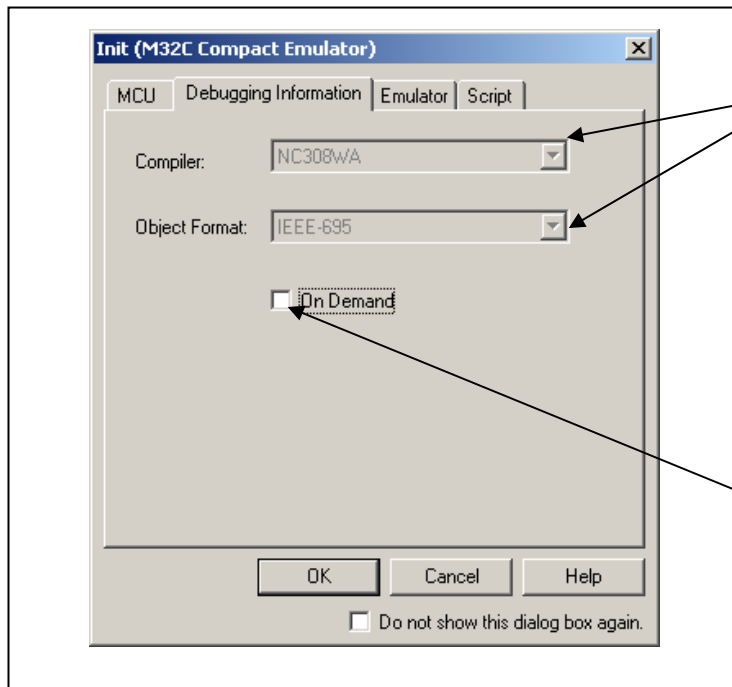 Init (M32C Compact Emulator)
MCU Debugging Information Emulator Script
Compiler: NC308WA
Object Format: IEEE-695
On Demand
OK Cancel Help
Do not show this dialog box again.